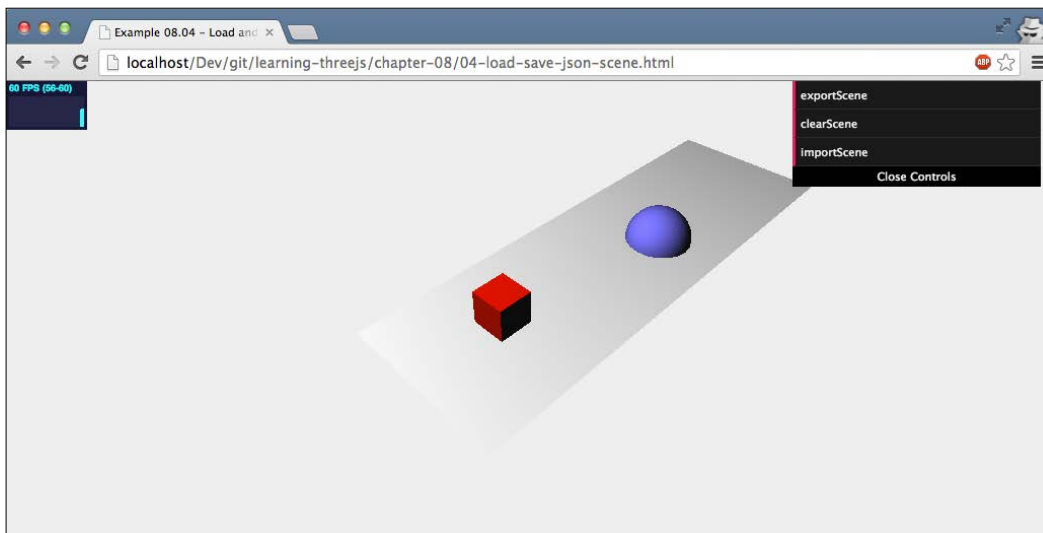 Example 08.04 – Load and
localhost/Dev/git/learning-threejs/chapter-08/04-load-save-json-scene.html
ABP
60 FPS (56-60)
exportScene
clearScene
importScene
Close Controls